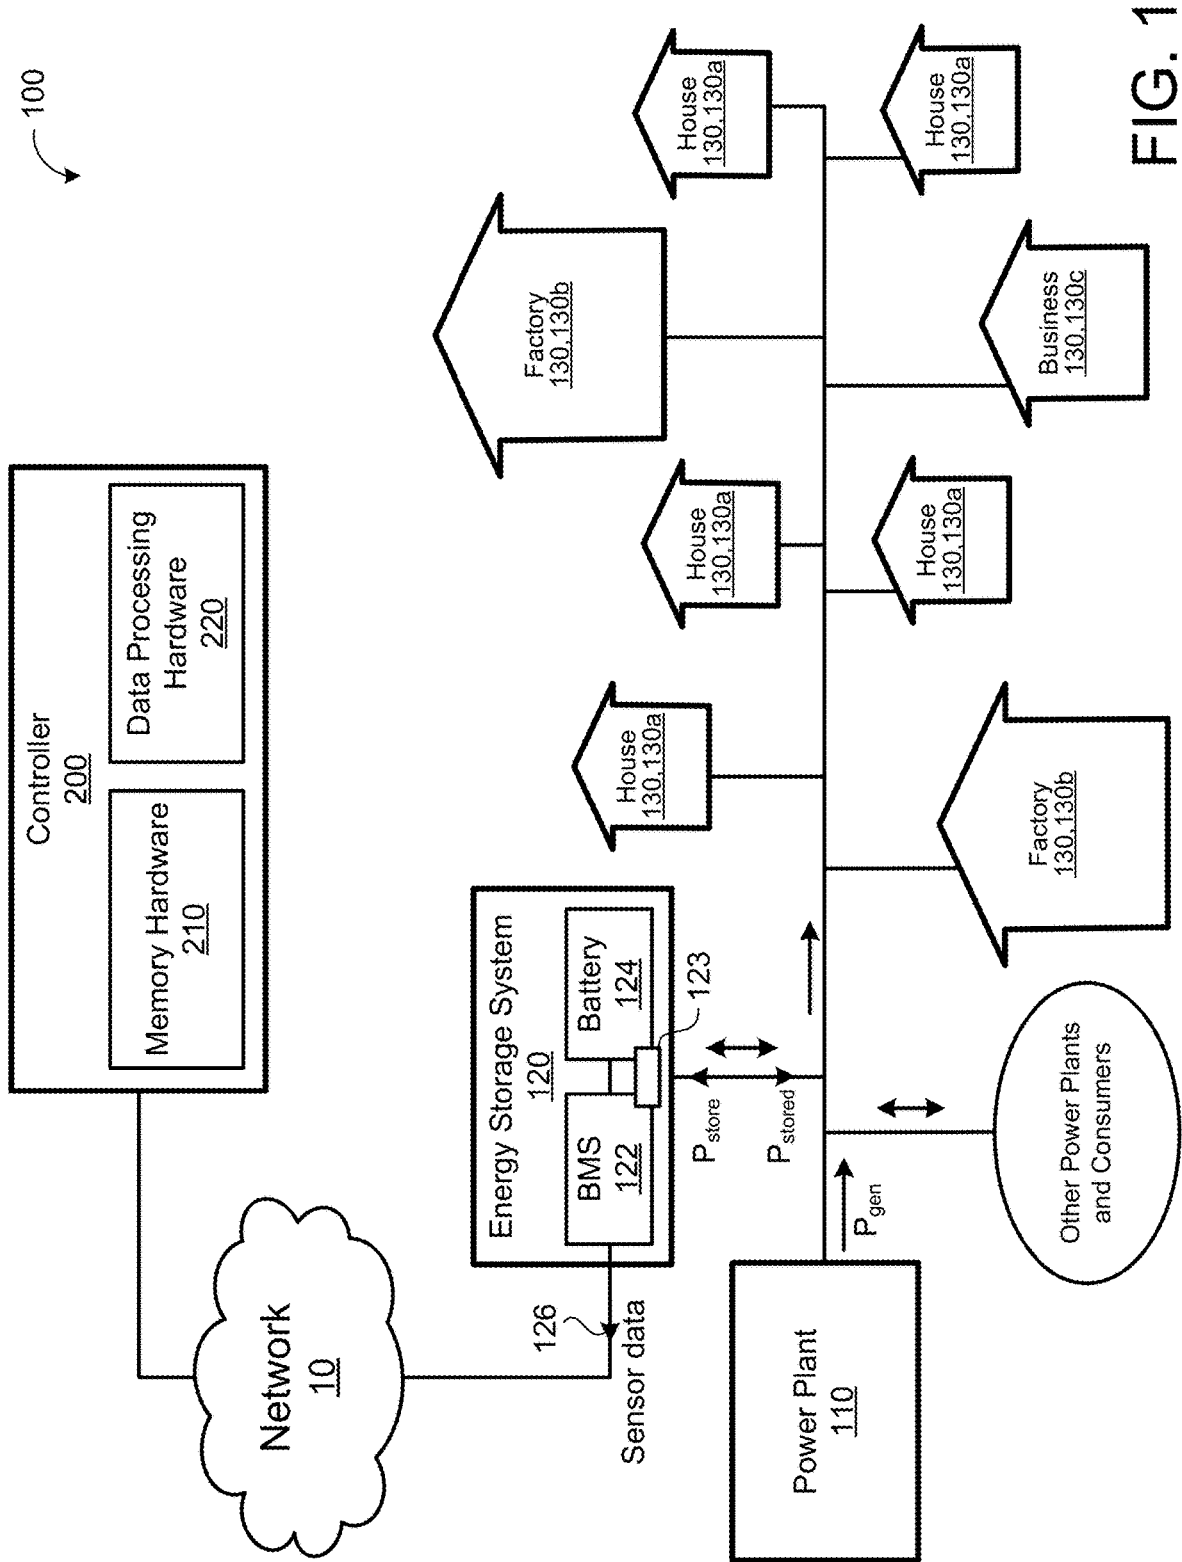 100
Controller
200
Memory Hardware
210
Data Processing
Hardware
220
Network
10
126
Sensor data
Energy Storage System
120
BMS
122
Battery
124
123
P store
P stored
Power Plant
110
P gen
Other Power Plants
and Consumers
House
130,130a
House
130,130a
Factory
130,130b
House
130,130a
Factory
130,130b
House
130,130a
Business
130,130c
House
130,130a
FIG. 1